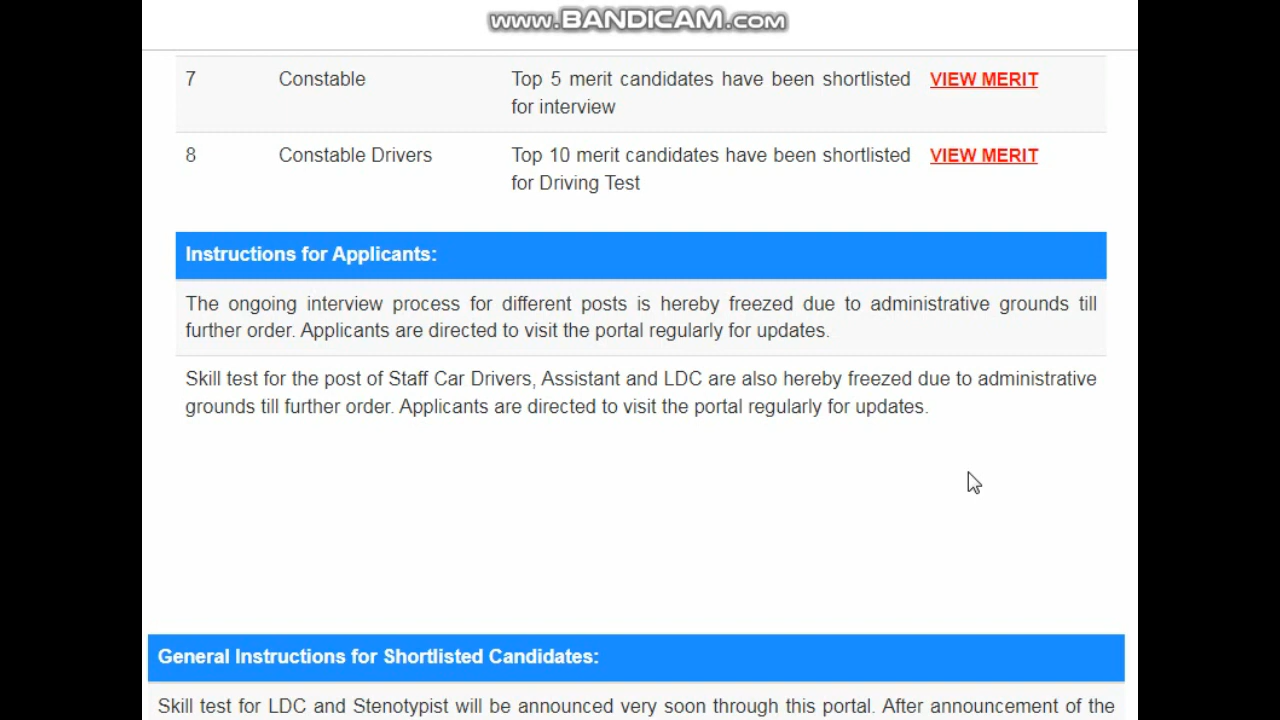 www.BANDICAM.com
7 Constable Top 5 merit candidates have been shortlisted VIEW MERIT
for interview
8 Constable Drivers Top 10 merit candidates have been shortlisted VIEW MERIT
for Driving Test
Instructions for Applicants:
The ongoing interview process for different posts is hereby freezed due to administrative grounds till
further order. Applicants are directed to visit the portal regularly for updates.
Skill test for the post of Staff Car Drivers, Assistant and LDC are also hereby freezed due to administrative
grounds till further order. Applicants are directed to visit the portal regularly for updates.
General Instructions for Shortlisted Candidates:
Skill test for LDC and Stenotypist will be announced very soon through this portal. After announcement of the